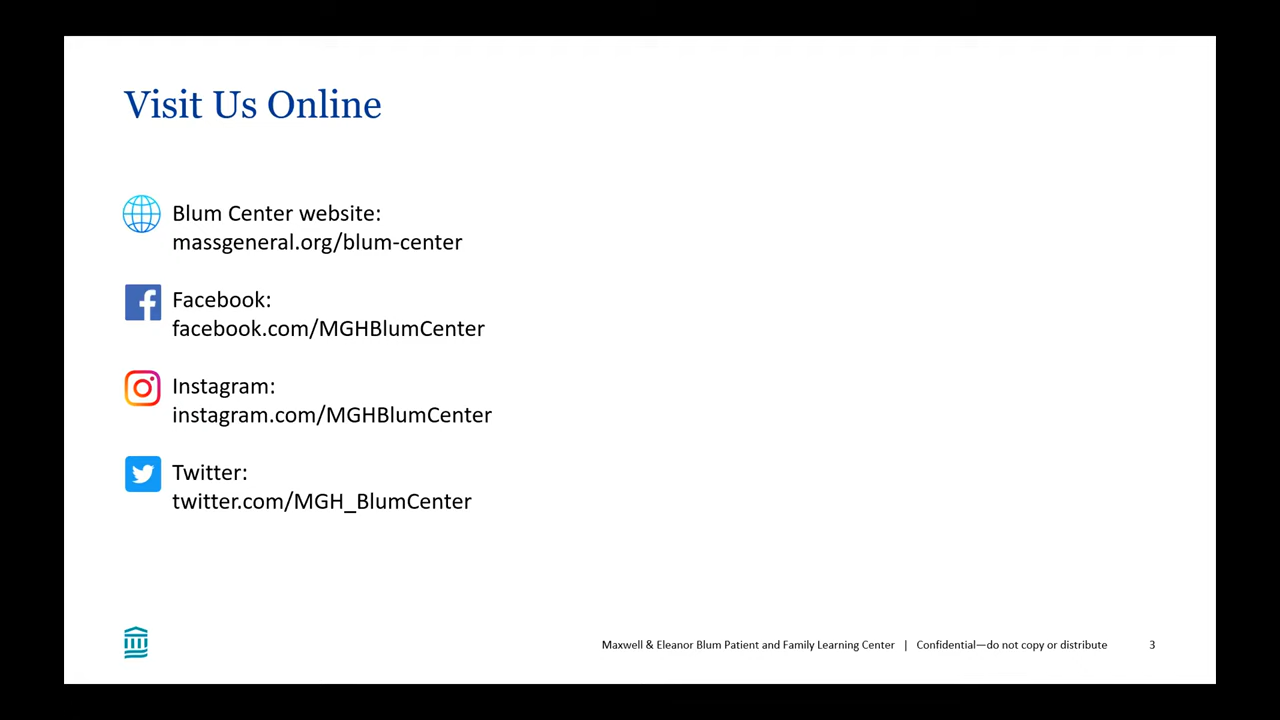 Visit Us Online
Blum Center website:
massgeneral.org/blum-center
Facebook:
facebook.com/MGHBlumCenter
Instagram:
instagram.com/MGHBlumCenter
Twitter:
twitter.com/MGH_BlumCenter
Maxwell & Eleanor Blum Patient and Family Learning Center | Confidential—do not copy or distribute 3